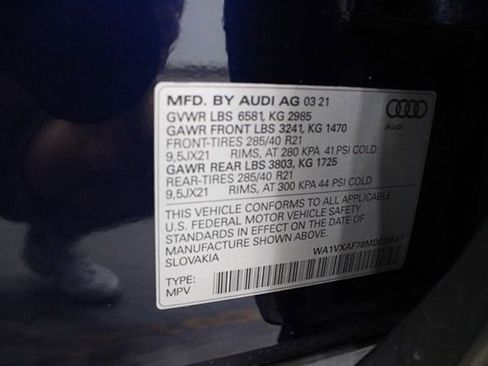 MFD. BY AUDI AG 03 21
GVWR LBS 6581, KG 2985
GAWR FRONT LBS 3241, KG 1470
FRONT-TIRES 285/40 R21
9,5JX21 RIMS, AT 280 KPA 41 PSI COLD
GAWR REAR LBS 3803, KG 1725
REAR-TIRES 285/40 R21
9,5JX21 RIMS, AT 300 KPA 44 PSI COLD
Audi
THIS VEHICLE CONFORMS TO ALL APPLICABLE
U.S. FEDERAL MOTOR VEHICLE SAFETY
STANDARDS IN EFFECT ON THE DATE OF
MANUFACTURE SHOWN ABOVE.
SLOVAKIA
TYPE:
MPV